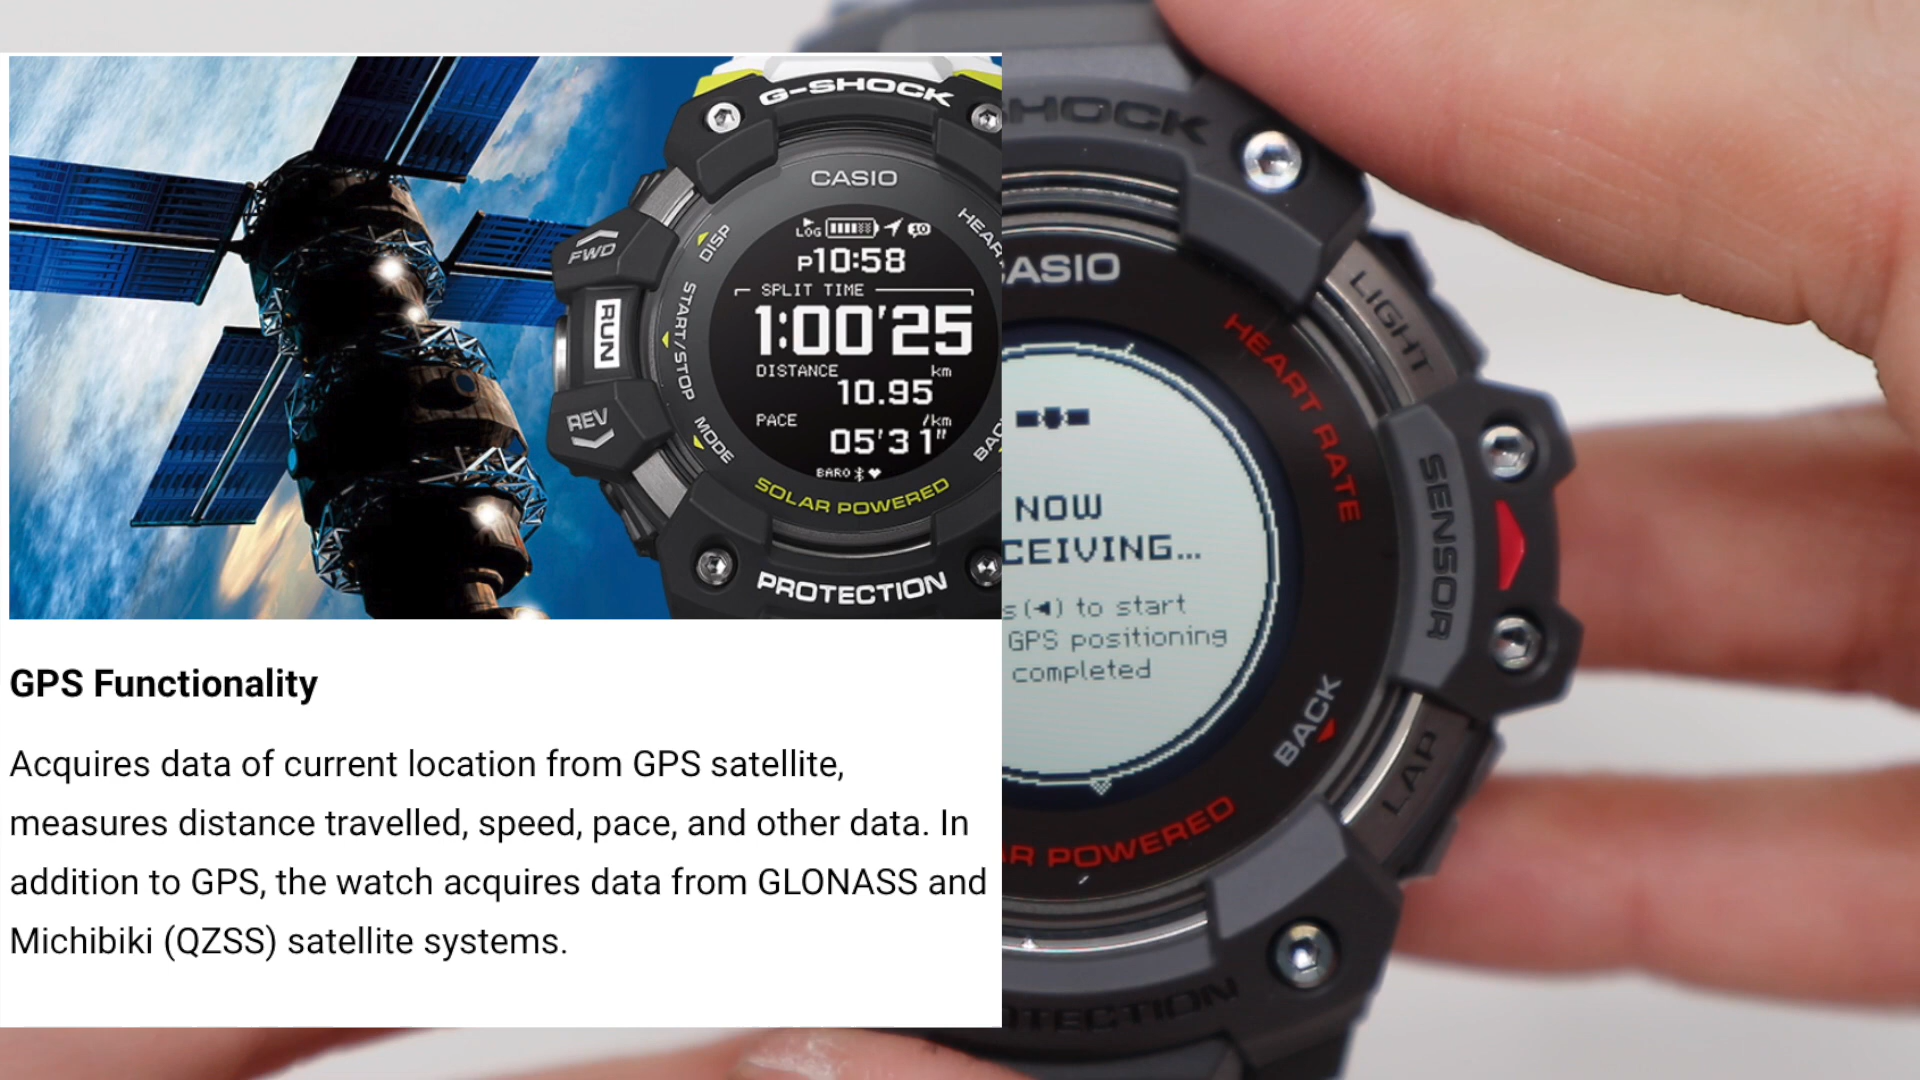 G-SHOCK
CASIO
LOG
10
P10:58
SPLIT TIME
1:00'25
DISTANCE km
10.95
PACE /km
05'31"
BARO
DISP
START/STOP
MODE
FWD
RUN
REV
SOLAR POWERED
PROTECTION
GPS Functionality
Acquires data of current location from GPS satellite,
measures distance travelled, speed, pace, and other data. In
addition to GPS, the watch acquires data from GLONASS and
Michibiki (QZSS) satellite systems.
HOCK
ASIO
LIGHT
HEART RATE
SENSOR
BACK
LAP
NOW
CEIVING...
s(◀) to start
GPS positioning
completed
R POWERED
OTECTION